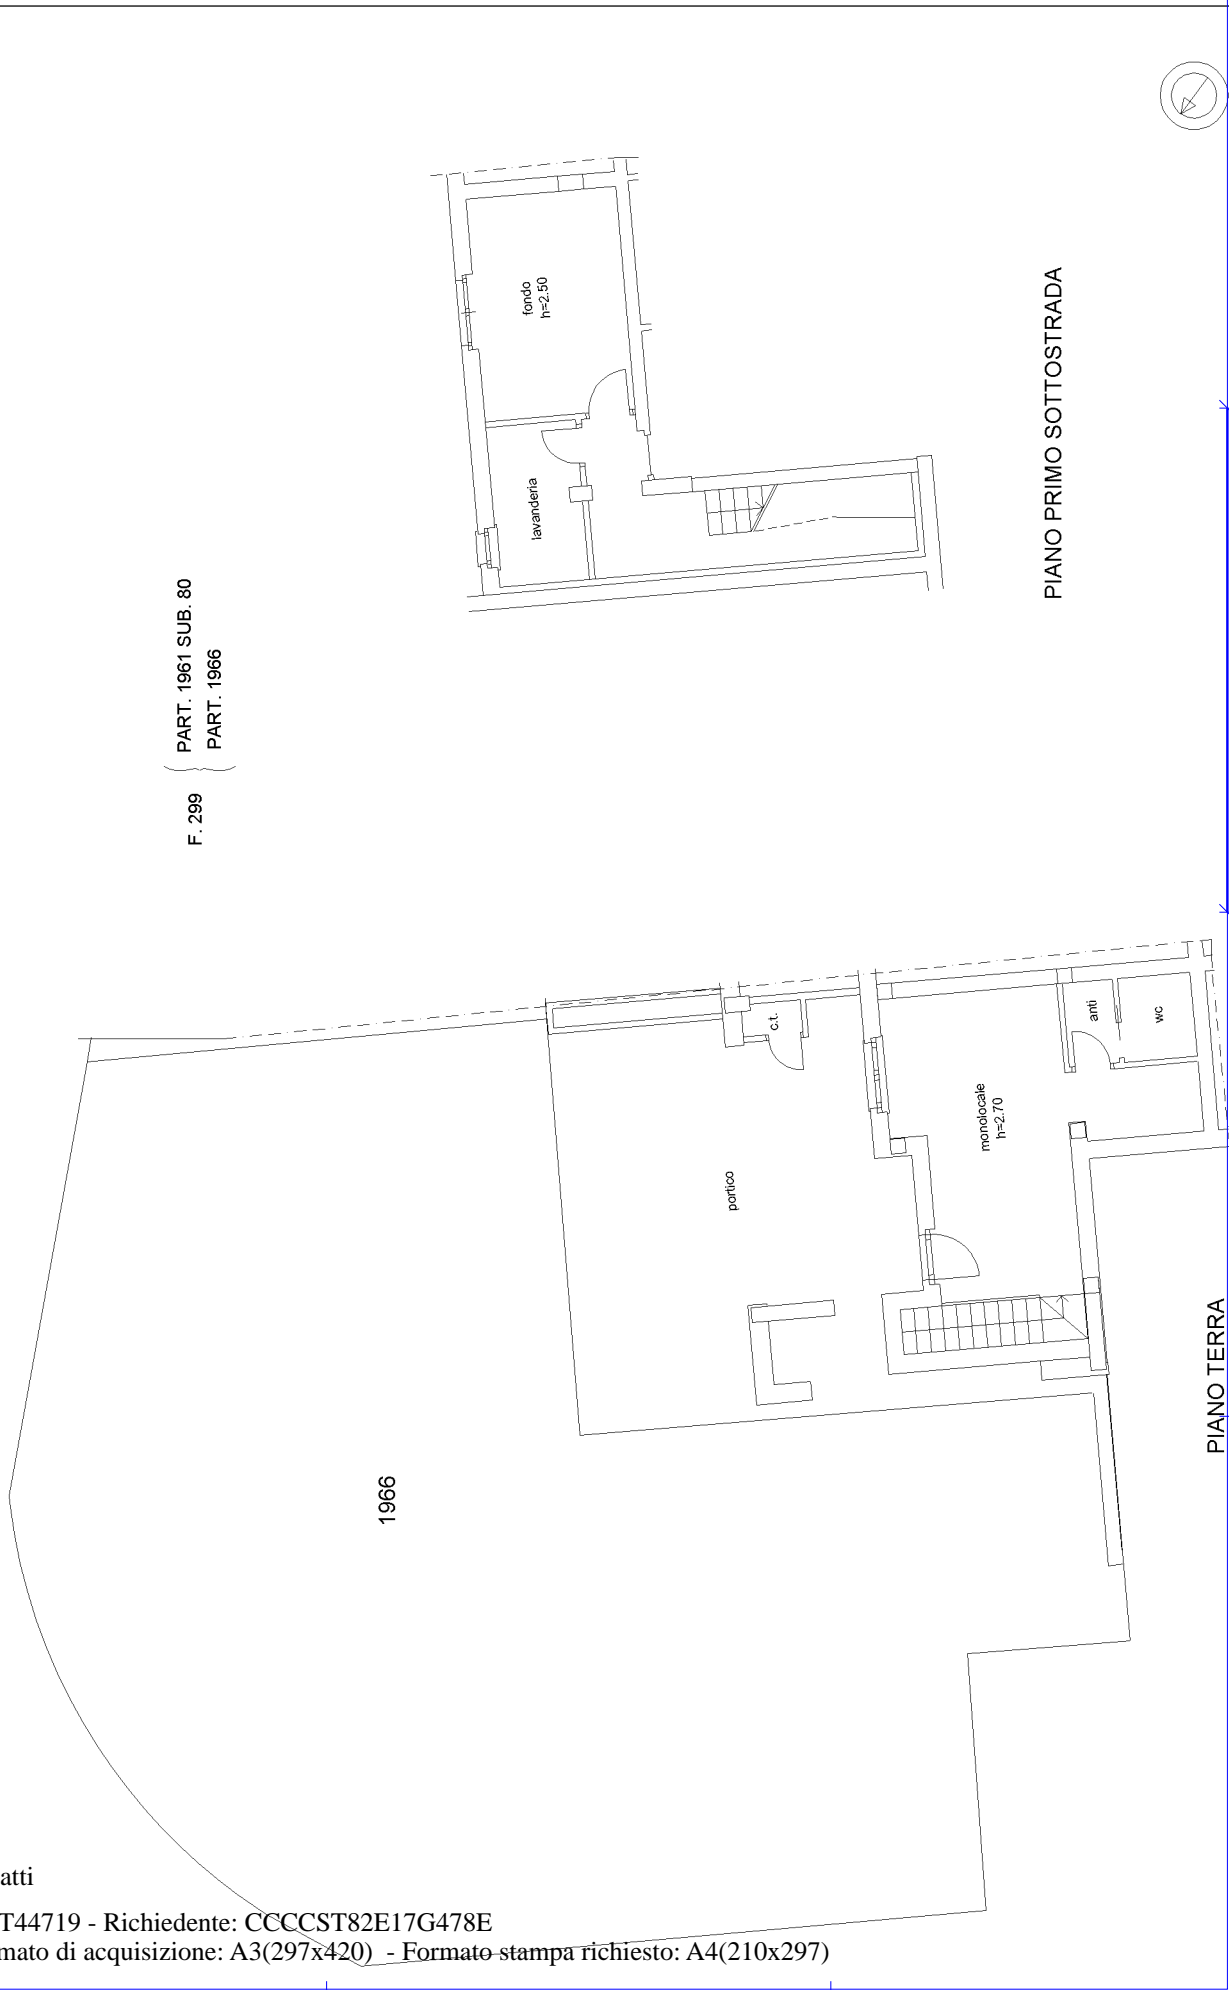 F. 299
PART. 1961 SUB. 80
PART. 1966
fondo
h=2.50
lavanderia
PIANO PRIMO SOTTOSTRADA
c.t.
anti
wc
monolocale
h=2.70
portico
1966
PIANO TERRA
atti
T44719 - Richiedente: CCCCST82E17G478E
mato di acquisizione: A3(297x420) - Formato stampa richiesto: A4(210x297)